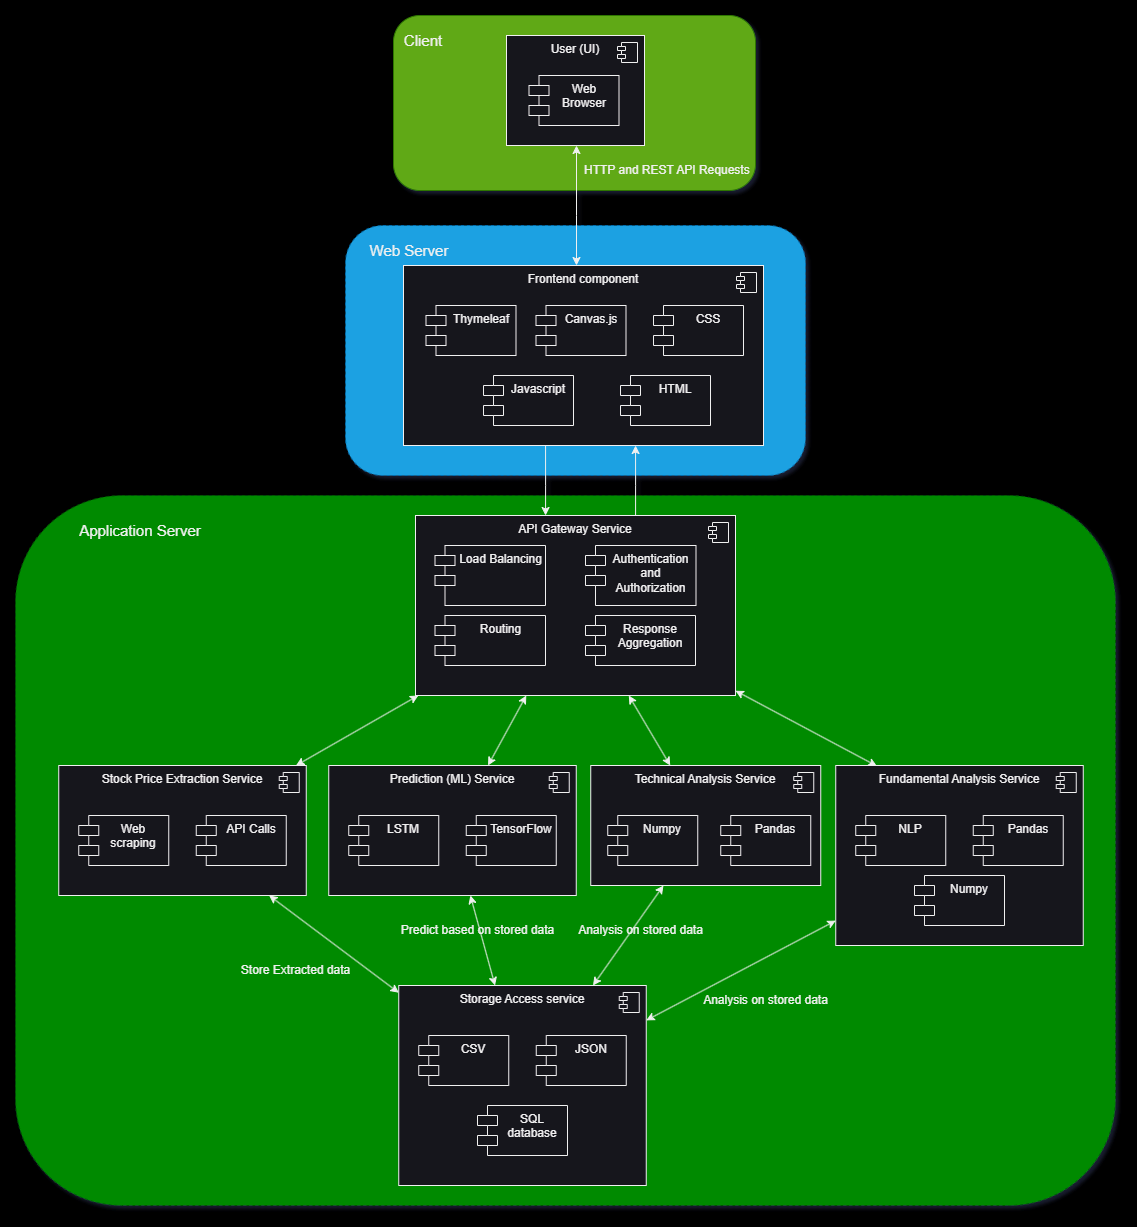 Client
User (UI)
Web
Browser
HTTP and REST API Requests
Web Server
Frontend component
Thymeleaf
Canvas.js
CSS
Javascript
HTML
Application Server
API Gateway Service
Load Balancing
Authentication
and
Authorization
Routing
Response
Aggregation
Stock Price Extraction Service
Web
scraping
API Calls
Prediction (ML) Service
LSTM
TensorFlow
Technical Analysis Service
Numpy
Pandas
Fundamental Analysis Service
NLP
Pandas
Numpy
Predict based on stored data
Analysis on stored data
Store Extracted data
Analysis on stored data
Storage Access service
CSV
JSON
SQL
database